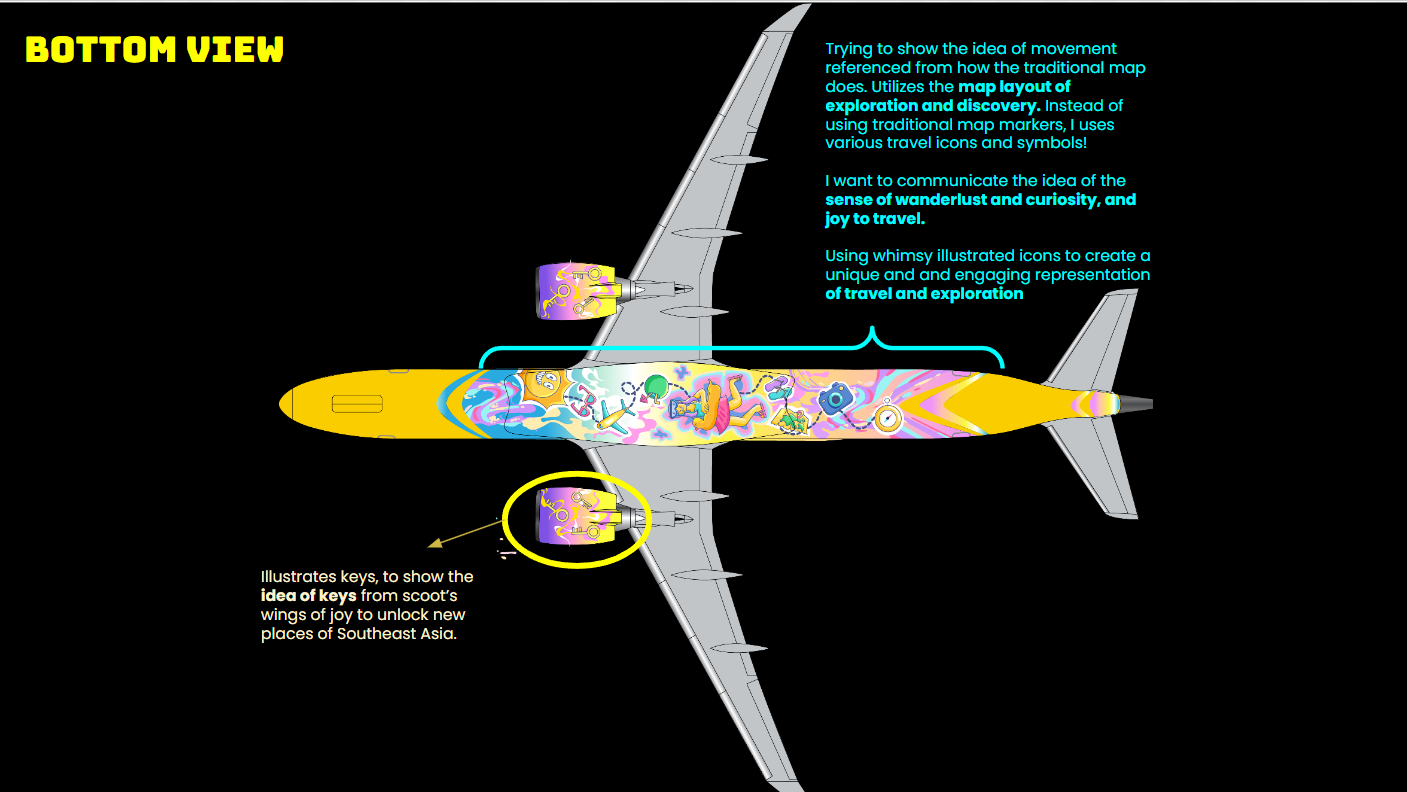 BOTTOM VIEW
Trying to show the idea of movement
referenced from how the traditional map
does. Utilizes the map layout of
exploration and discovery. Instead of
using traditional map markers, I uses
various travel icons and symbols!
I want to communicate the idea of the
sense of wanderlust and curiosity, and
joy to travel.
Using whimsy illustrated icons to create a
unique and and engaging representation
of travel and exploration
Illustrates keys, to show the
idea of keys from scoot's
wings of joy to unlock new
places of Southeast Asia.